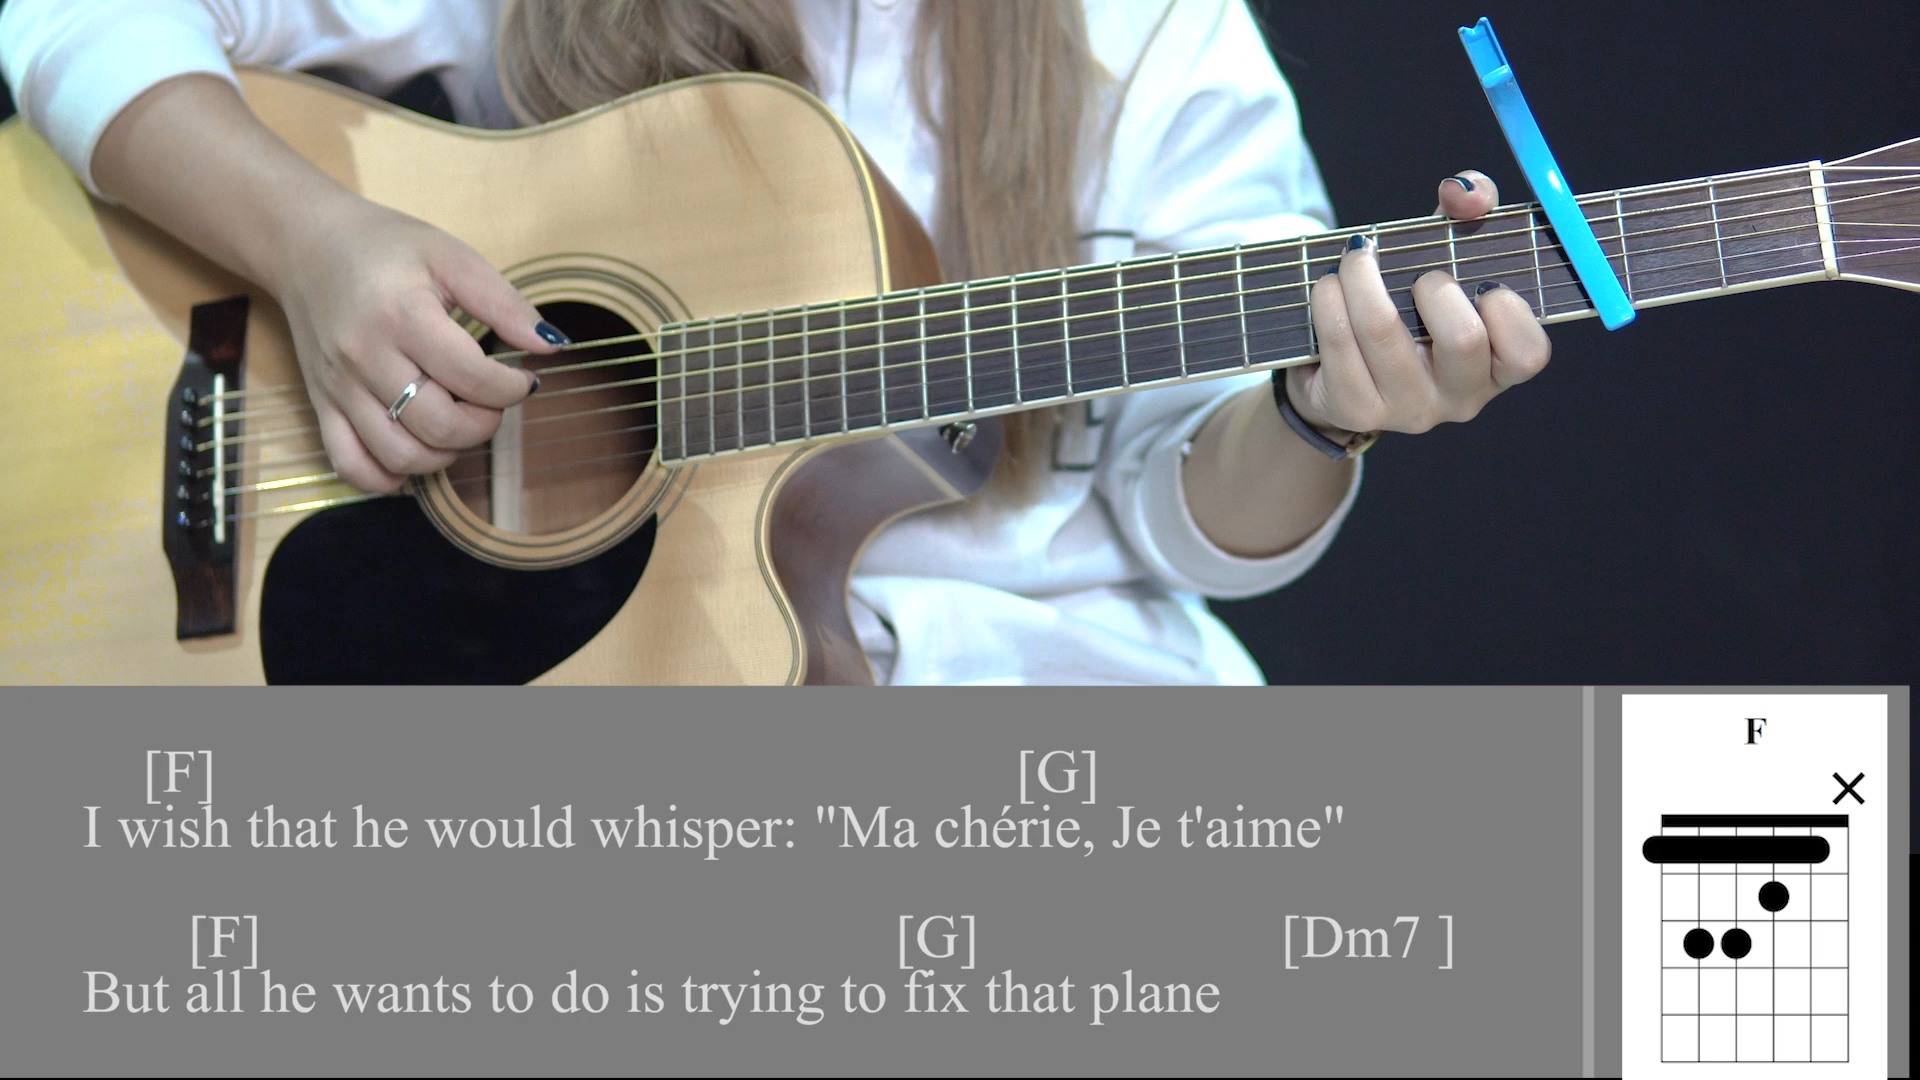 [F] [G]
I wish that he would whisper: "Ma chérie, Je t'aime"
[F] [G] [Dm7 ]
But all he wants to do is trying to fix that plane
F